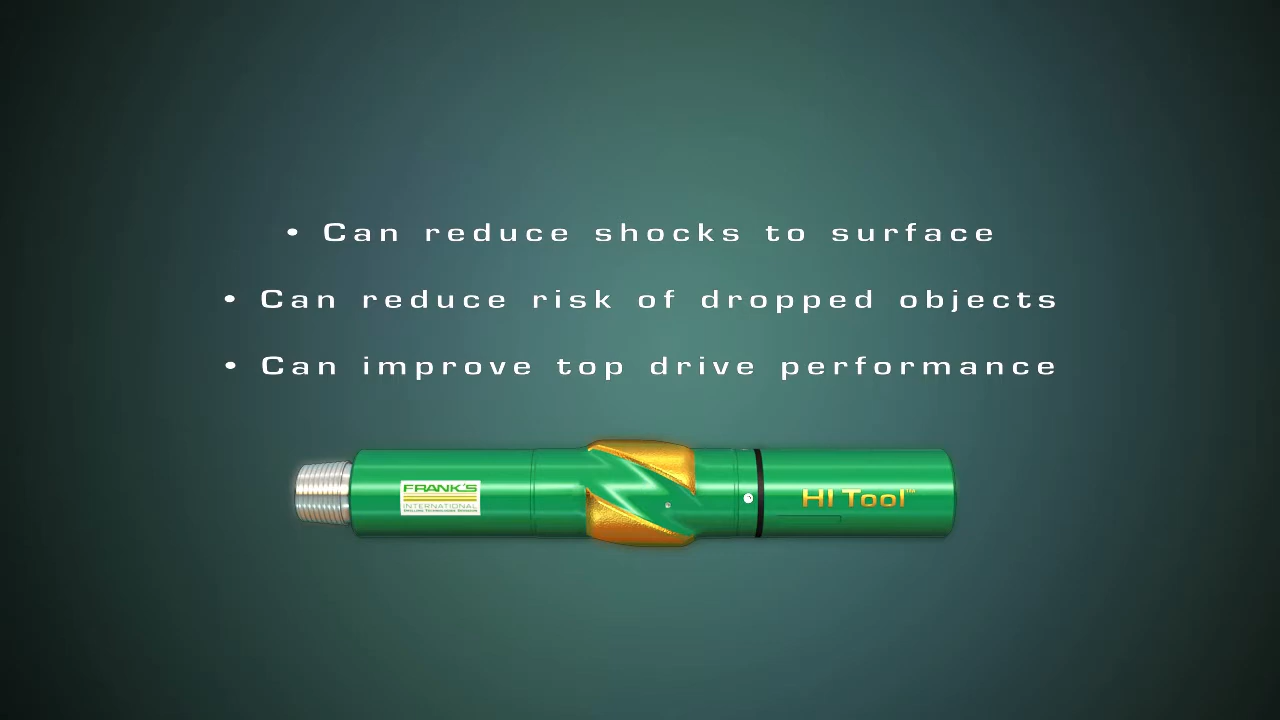 • Can reduce shocks to surface
• Can reduce risk of dropped objects
• Can improve top drive performance
FRANK'S
INTERNATIONAL
HI Tool™